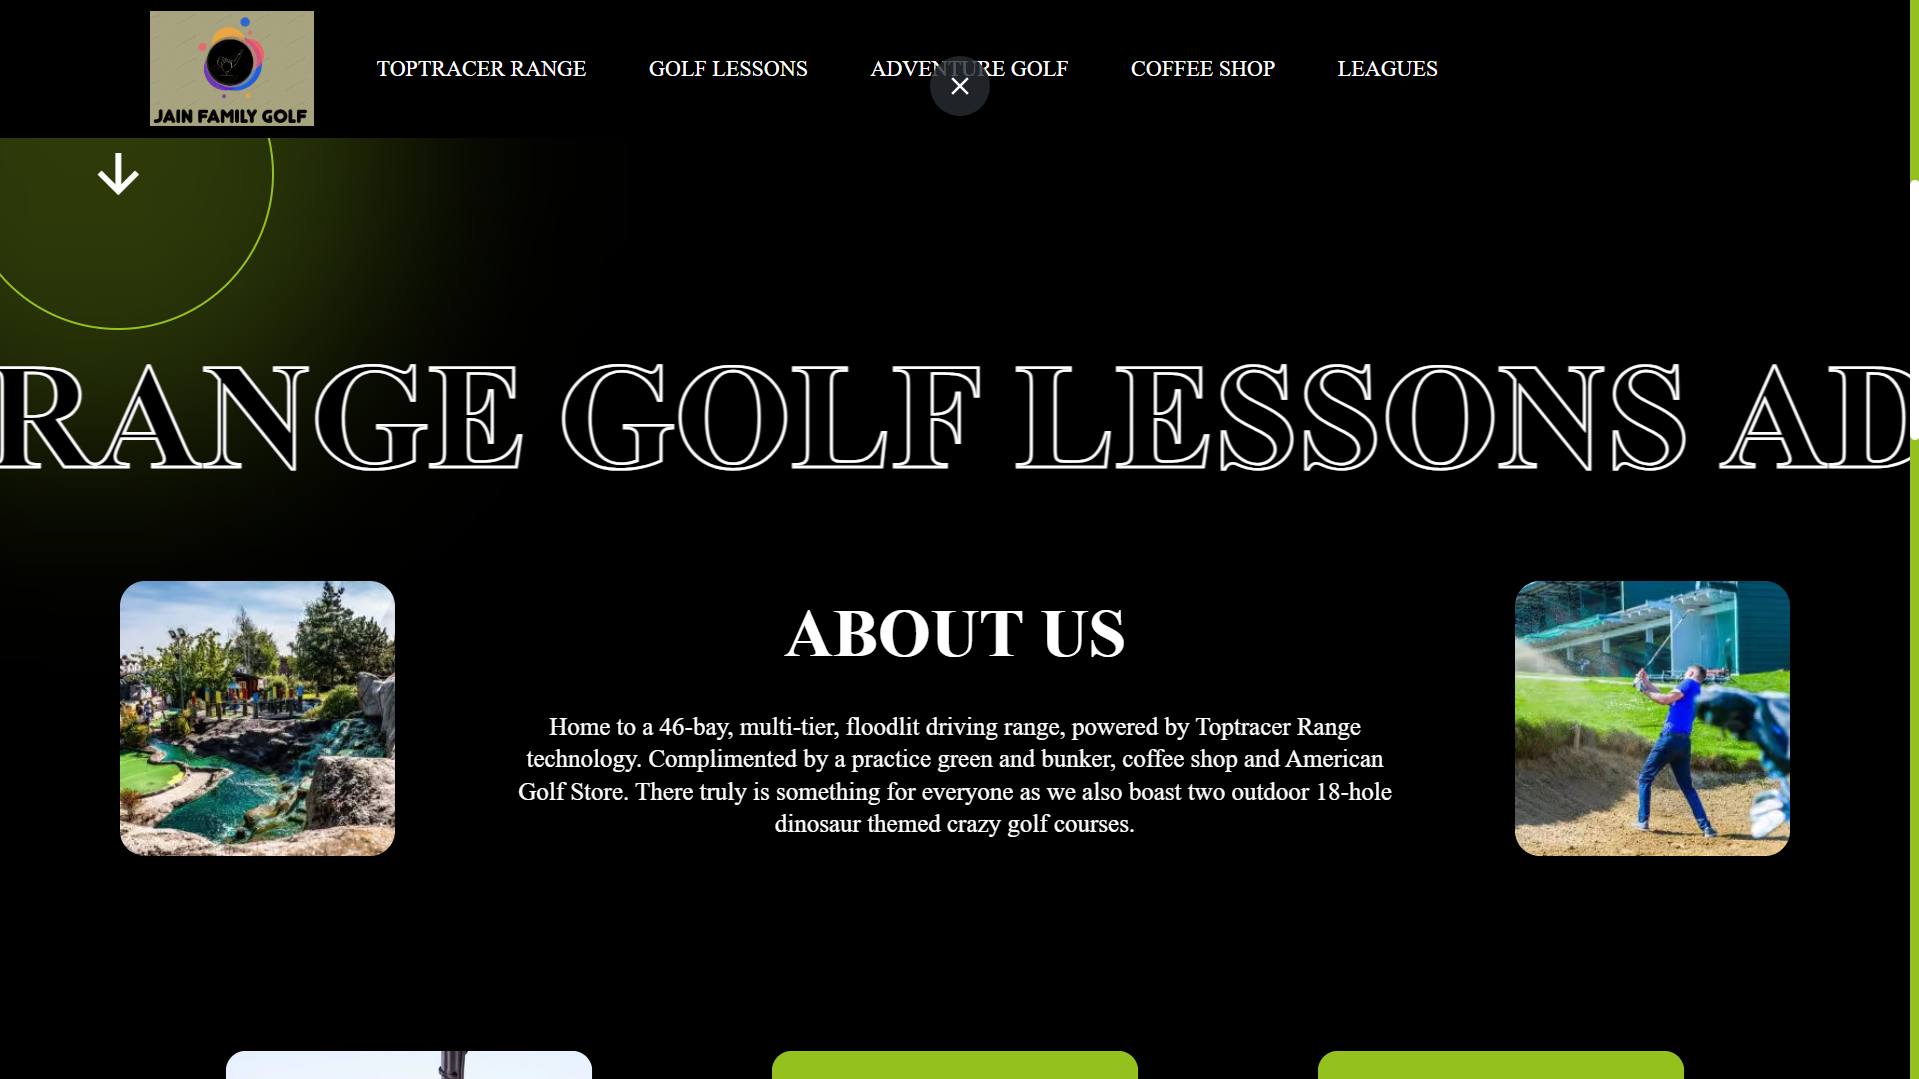 JAIN FAMILY GOLF
TOPTRACER RANGE
GOLF LESSONS
ADVENTURE GOLF
COFFEE SHOP
LEAGUES
RANGE GOLF LESSONS AD
ABOUT US
Home to a 46-bay, multi-tier, floodlit driving range, powered by Toptracer Range
technology. Complimented by a practice green and bunker, coffee shop and American
Golf Store. There truly is something for everyone as we also boast two outdoor 18-hole
dinosaur themed crazy golf courses.